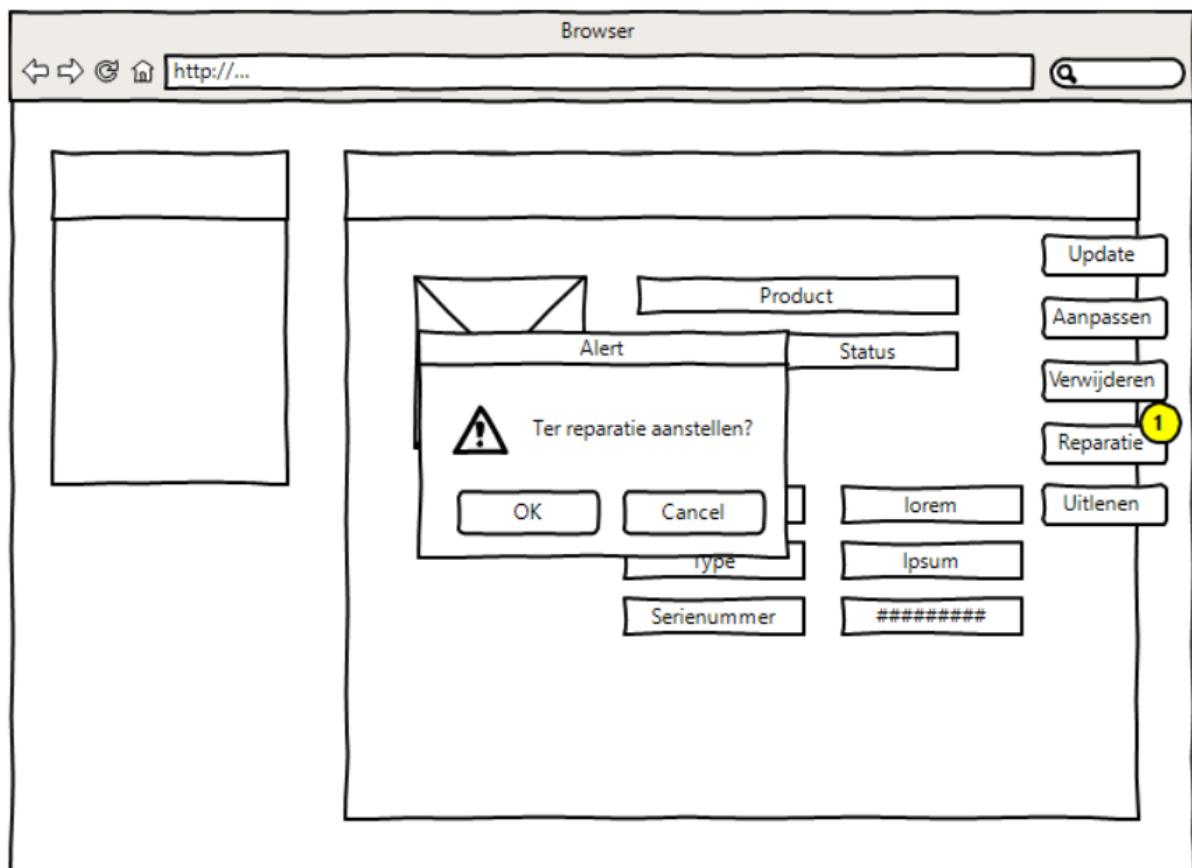 Browser
http://...
Update
Product
Aanpassen
Alert
Status
Verwijderen
Ter reparatie aanstellen?
1
Reparatie
OK
Cancel
lorem
Uitlenen
Type
Ipsum
Serienummer
#########